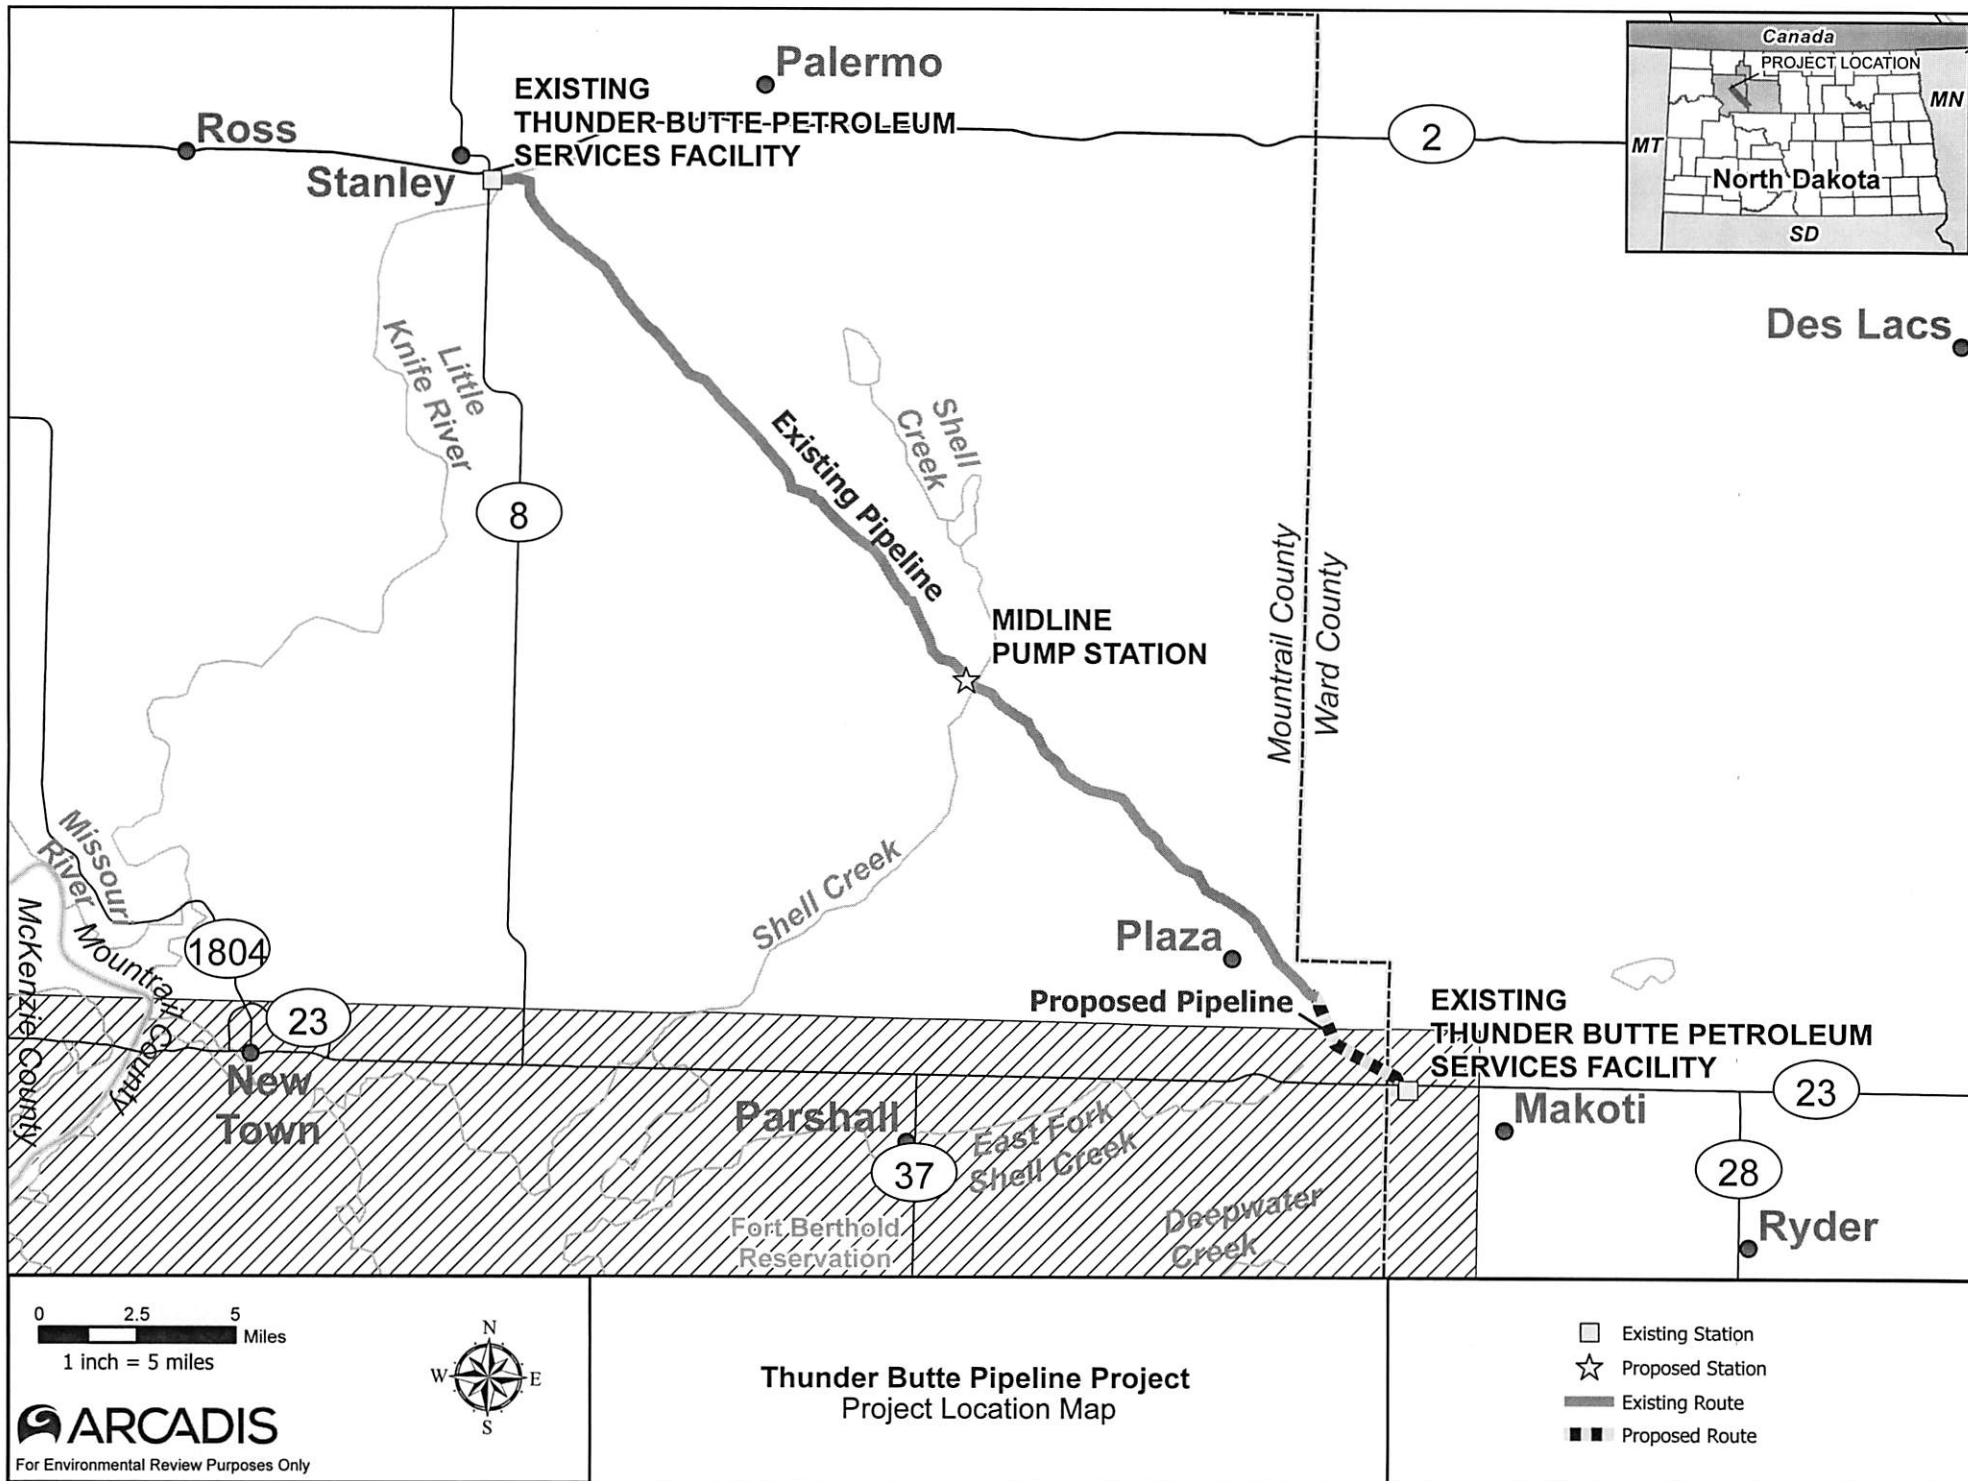 Palermo
EXISTING
THUNDER BUTTE PETROLEUM
SERVICES FACILITY
Ross
Stanley
2
Canada
PROJECT LOCATION
MN
MT
North Dakota
SD
Des Lacs
Little
Knife River
Shell
Creek
8
Existing Pipeline
MIDLINE
PUMP STATION
Mountrail County
Ward County
Missouri
River
Shell Creek
McKenzie County
Mountrail County
1804
23
Plaza
Proposed Pipeline
EXISTING
THUNDER BUTTE PETROLEUM
SERVICES FACILITY
23
New
Town
Parshall
37
East Fork
Shell Creek
Makoti
28
Ryder
Fort Berthold
Reservation
Deepwater
Creek
0 2.5 5
Miles
1 inch = 5 miles
N
W E
S
ARCADIS
For Environmental Review Purposes Only
Thunder Butte Pipeline Project
Project Location Map
Existing Station
Proposed Station
Existing Route
Proposed Route